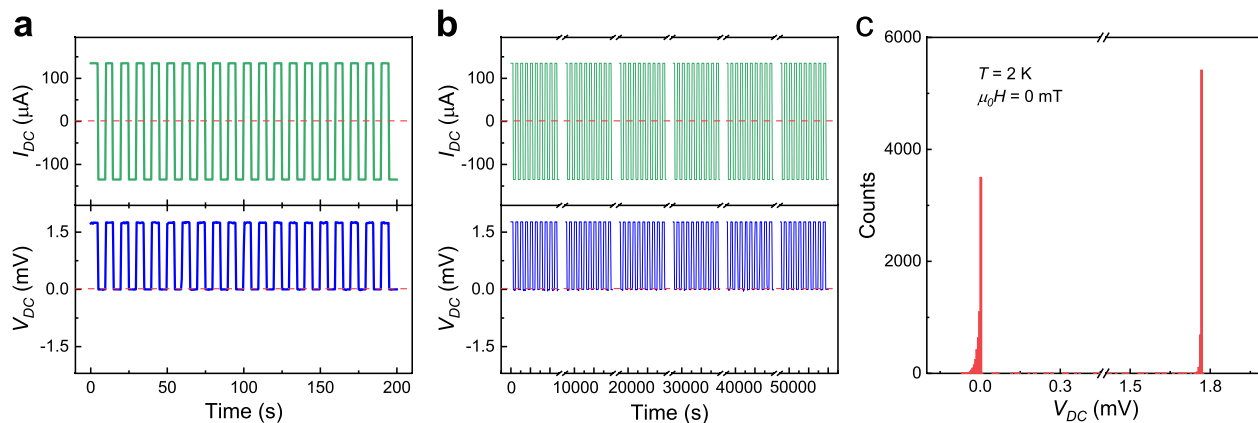 a
I_DC (μA)
100
0
-100
V_DC (mV)
1.5
0.0
-1.5
0 50 100 150 200
Time (s)
b
I_DC (μA)
100
0
-100
V_DC (mV)
1.5
0.0
-1.5
0 10000 20000 30000 40000 50000
Time (s)
c
Counts
6000
4000
2000
0
T = 2 K
μ₀H = 0 mT
0.0 0.3 1.5 1.8
V_DC (mV)